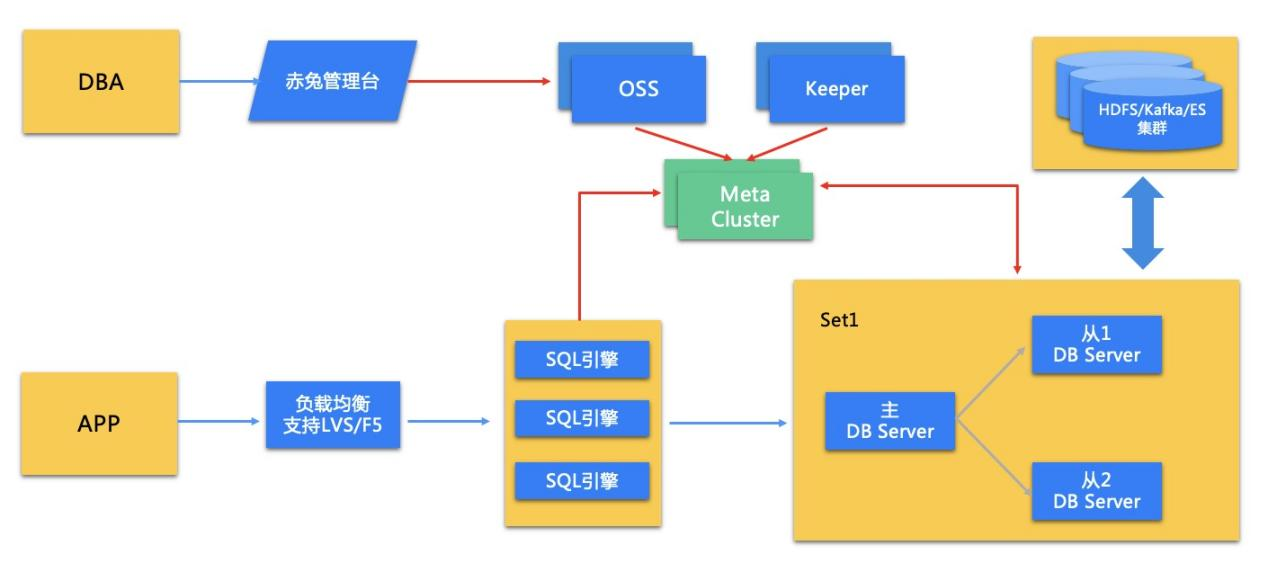 DBA
赤兔管理台
OSS
Keeper
HDFS/Kafka/ES
集群
Meta
Cluster
APP
负载均衡
支持LVS/F5
SQL引擎
SQL引擎
SQL引擎
Set1
主
DB Server
从1
DB Server
从2
DB Server